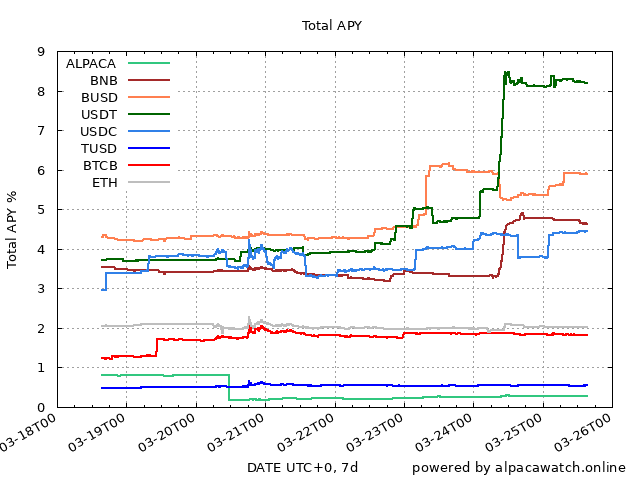 Total APY
Total APY %
9
8
7
6
5
4
3
2
1
0
ALPACA
BNB
BUSD
USDT
USDC
TUSD
BTCB
ETH
03-18T00
03-19T00
03-20T00
03-21T00
03-22T00
03-23T00
03-24T00
03-25T00
03-26T00
DATE UTC+0, 7d
powered by alpacawatch.online